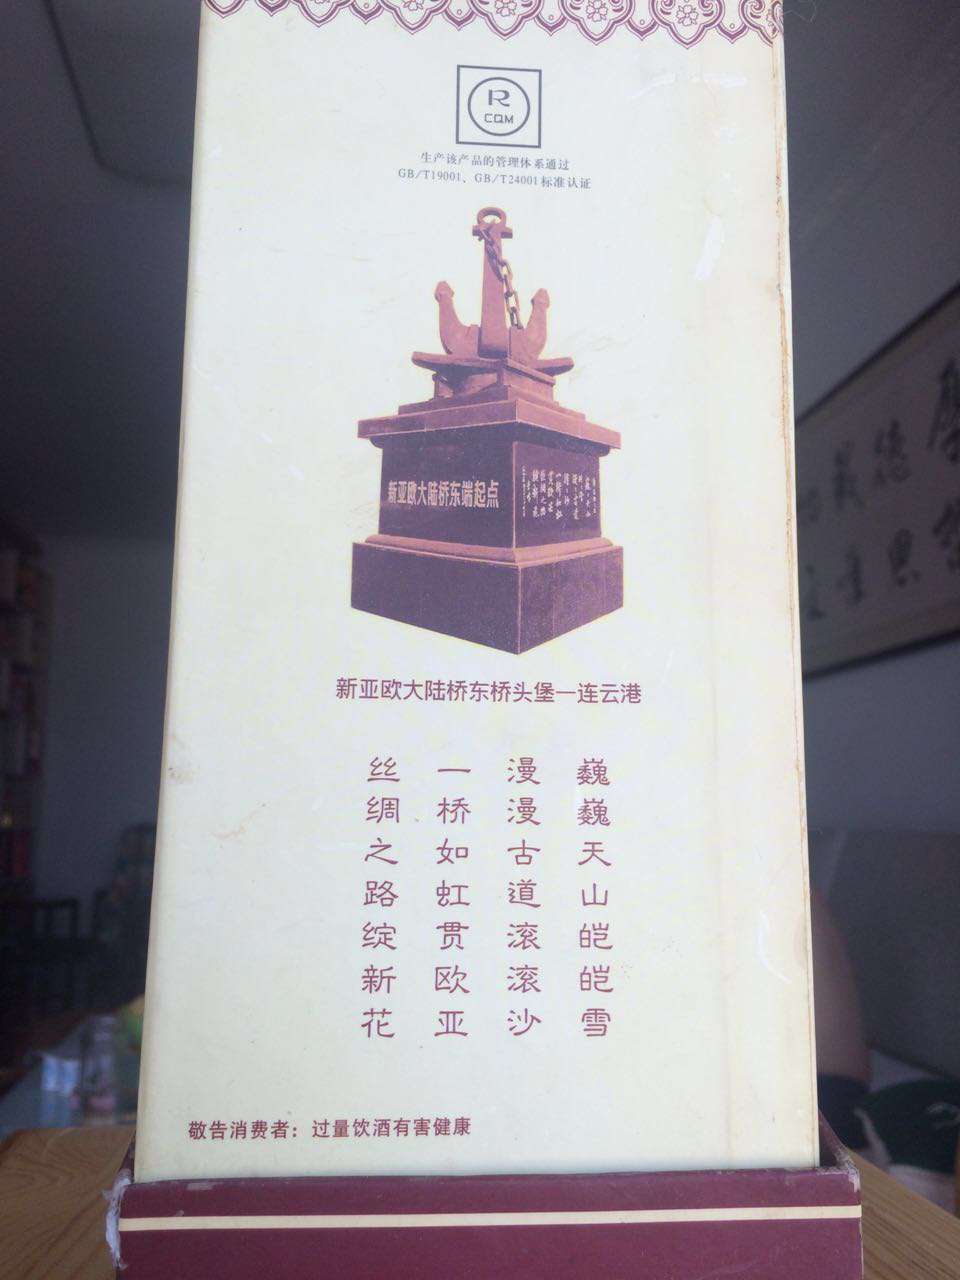 R
CQM
生产该产品的管理体系通过
GB/T19001、GB/T24001标准认证
新亚欧大陆桥东端起点
新亚欧大陆桥东桥头堡一连云港
巍巍天山皑皑雪
漫漫古道滚滚沙
一桥如虹贯欧亚
丝绸之路绽新花
敬告消费者：过量饮酒有害健康